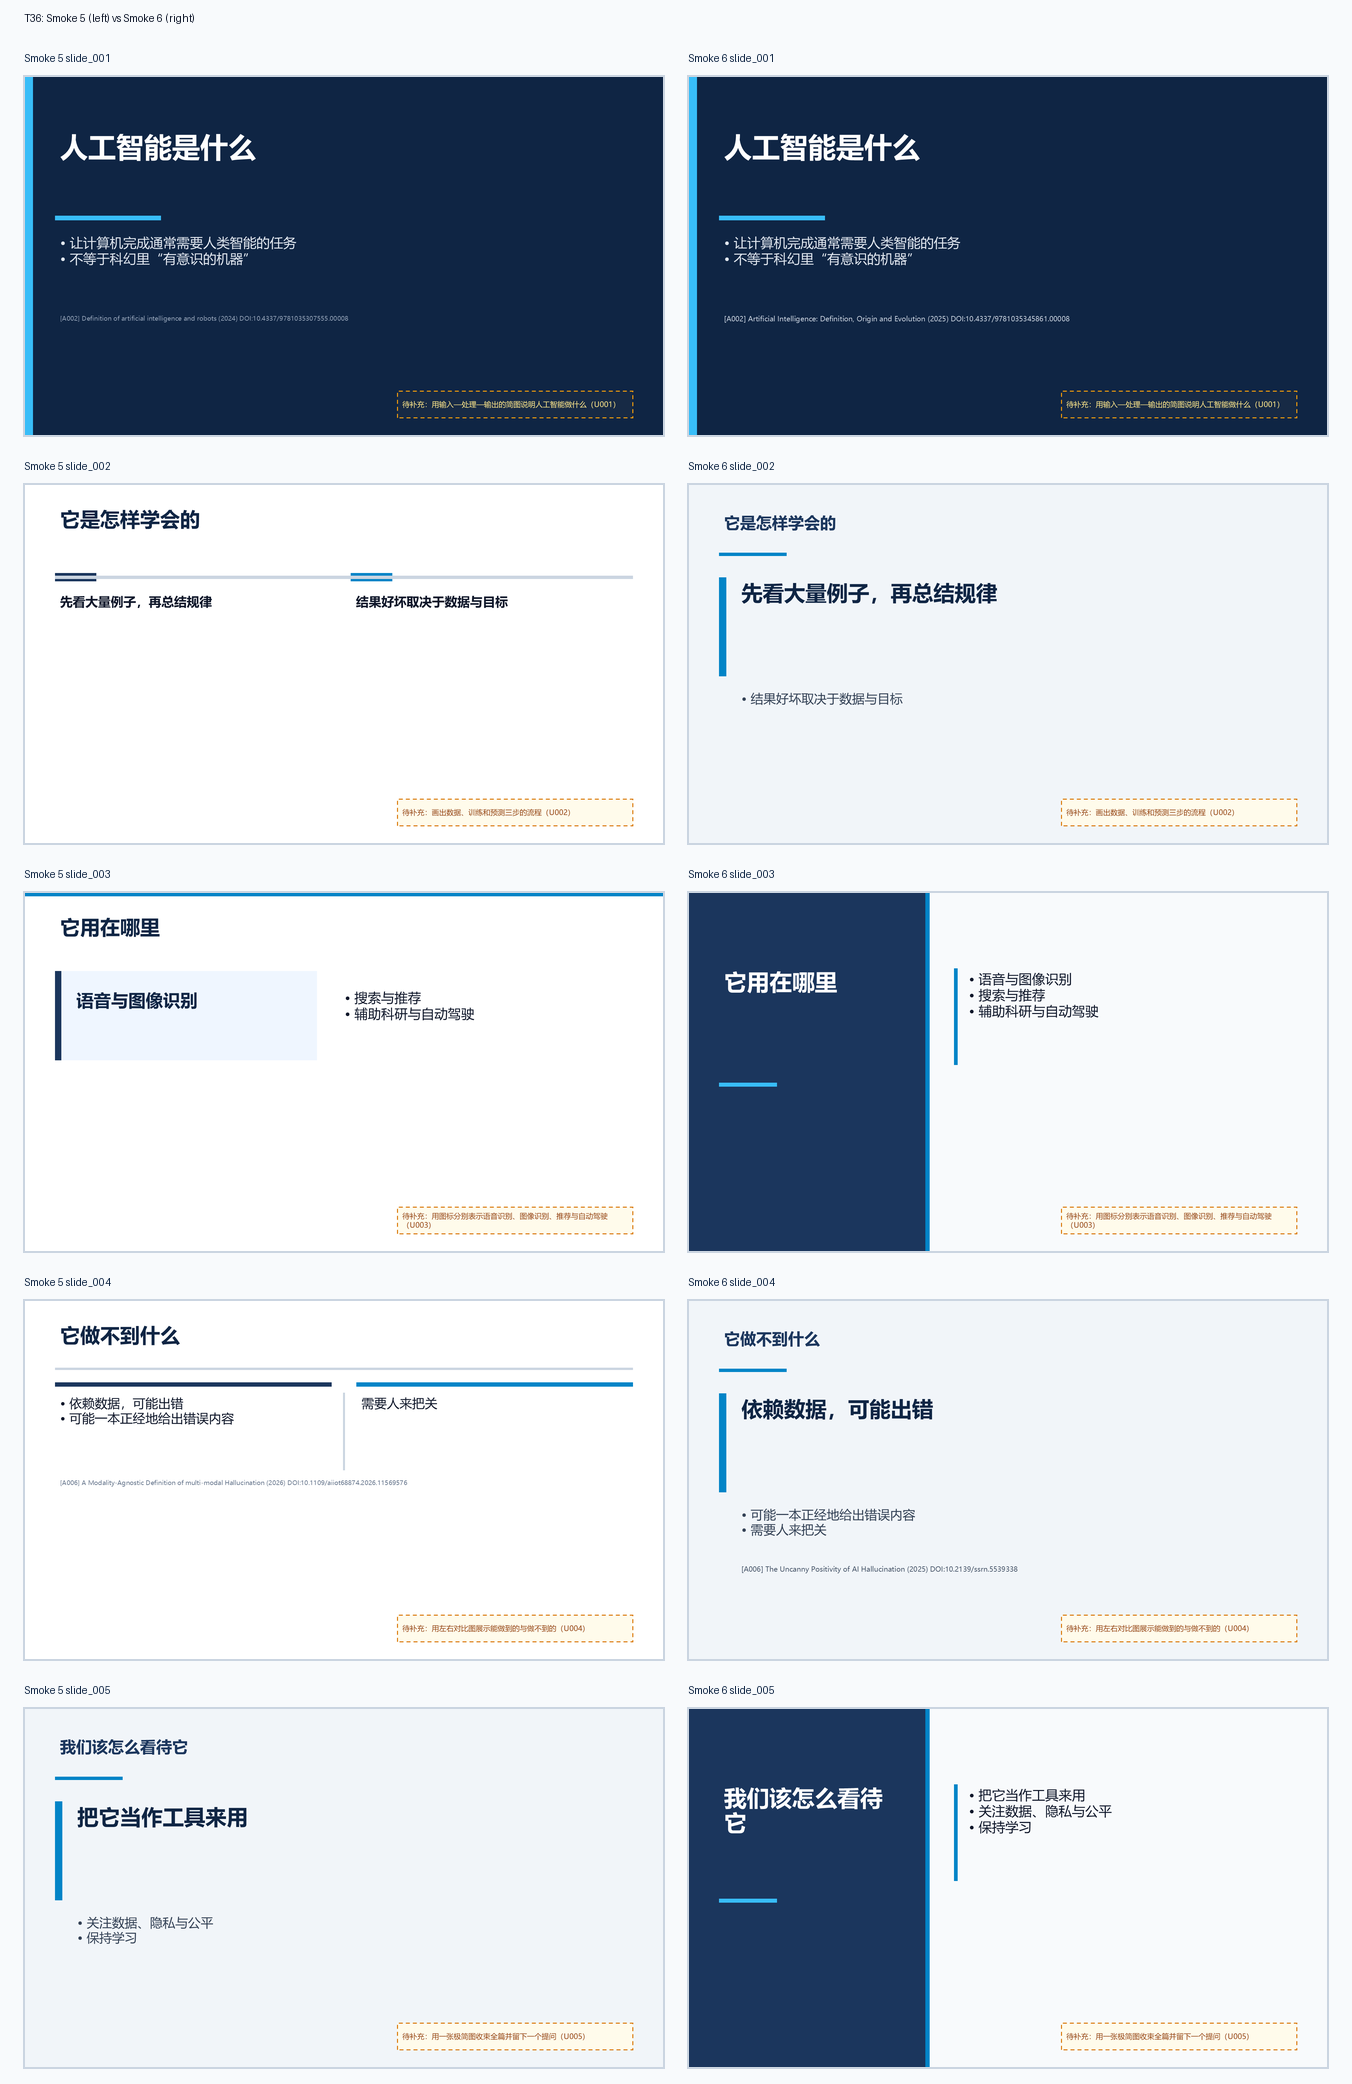 T36: Smoke 5 (left) vs Smoke 6 (right)
Smoke 5 slide_001
人工智能是什么
• 让计算机完成通常需要人类智能的任务
• 不等于科幻里“有意识的机器”
[A002] Definition of artificial intelligence and robots (2024) DOI:10.4337/9781035307555.00008
待补充：用输入—处理—输出的简图说明人工智能做什么（U001）
Smoke 6 slide_001
人工智能是什么
• 让计算机完成通常需要人类智能的任务
• 不等于科幻里“有意识的机器”
[A002] Artificial Intelligence: Definition, Origin and Evolution (2025) DOI:10.4337/9781035345861.00008
待补充：用输入—处理—输出的简图说明人工智能做什么（U001）
Smoke 5 slide_002
它是怎样学会的
先看大量例子，再总结规律
结果好坏取决于数据与目标
待补充：画出数据、训练和预测三步的流程（U002）
Smoke 6 slide_002
它是怎样学会的
先看大量例子，再总结规律
• 结果好坏取决于数据与目标
待补充：画出数据、训练和预测三步的流程（U002）
Smoke 5 slide_003
它用在哪里
语音与图像识别
• 搜索与推荐
• 辅助科研与自动驾驶
待补充：用图标分别表示语音识别、图像识别、推荐与自动驾驶
（U003）
Smoke 6 slide_003
它用在哪里
• 语音与图像识别
• 搜索与推荐
• 辅助科研与自动驾驶
待补充：用图标分别表示语音识别、图像识别、推荐与自动驾驶
（U003）
Smoke 5 slide_004
它做不到什么
• 依赖数据，可能出错
• 可能一本正经地给出错误内容
需要人来把关
[A006] A Modality-Agnostic Definition of multi-modal Hallucination (2026) DOI:10.1109/aiiot68874.2026.11569576
待补充：用左右对比图展示能做到的与做不到的（U004）
Smoke 6 slide_004
它做不到什么
依赖数据，可能出错
• 可能一本正经地给出错误内容
• 需要人来把关
[A006] The Uncanny Positivity of AI Hallucination (2025) DOI:10.2139/ssrn.5539338
待补充：用左右对比图展示能做到的与做不到的（U004）
Smoke 5 slide_005
我们该怎么看待它
把它当作工具来用
• 关注数据、隐私与公平
• 保持学习
待补充：用一张极简图收束全篇并留下一个提问（U005）
Smoke 6 slide_005
我们该怎么看待
它
• 把它当作工具来用
• 关注数据、隐私与公平
• 保持学习
待补充：用一张极简图收束全篇并留下一个提问（U005）